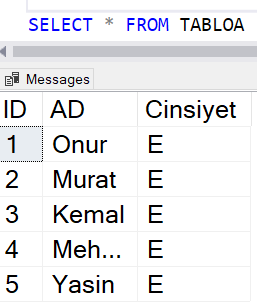 SELECT * FROM TABLOA
Messages
ID AD Cinsiyet
1 Onur E
2 Murat E
3 Kemal E
4 Meh... E
5 Yasin E